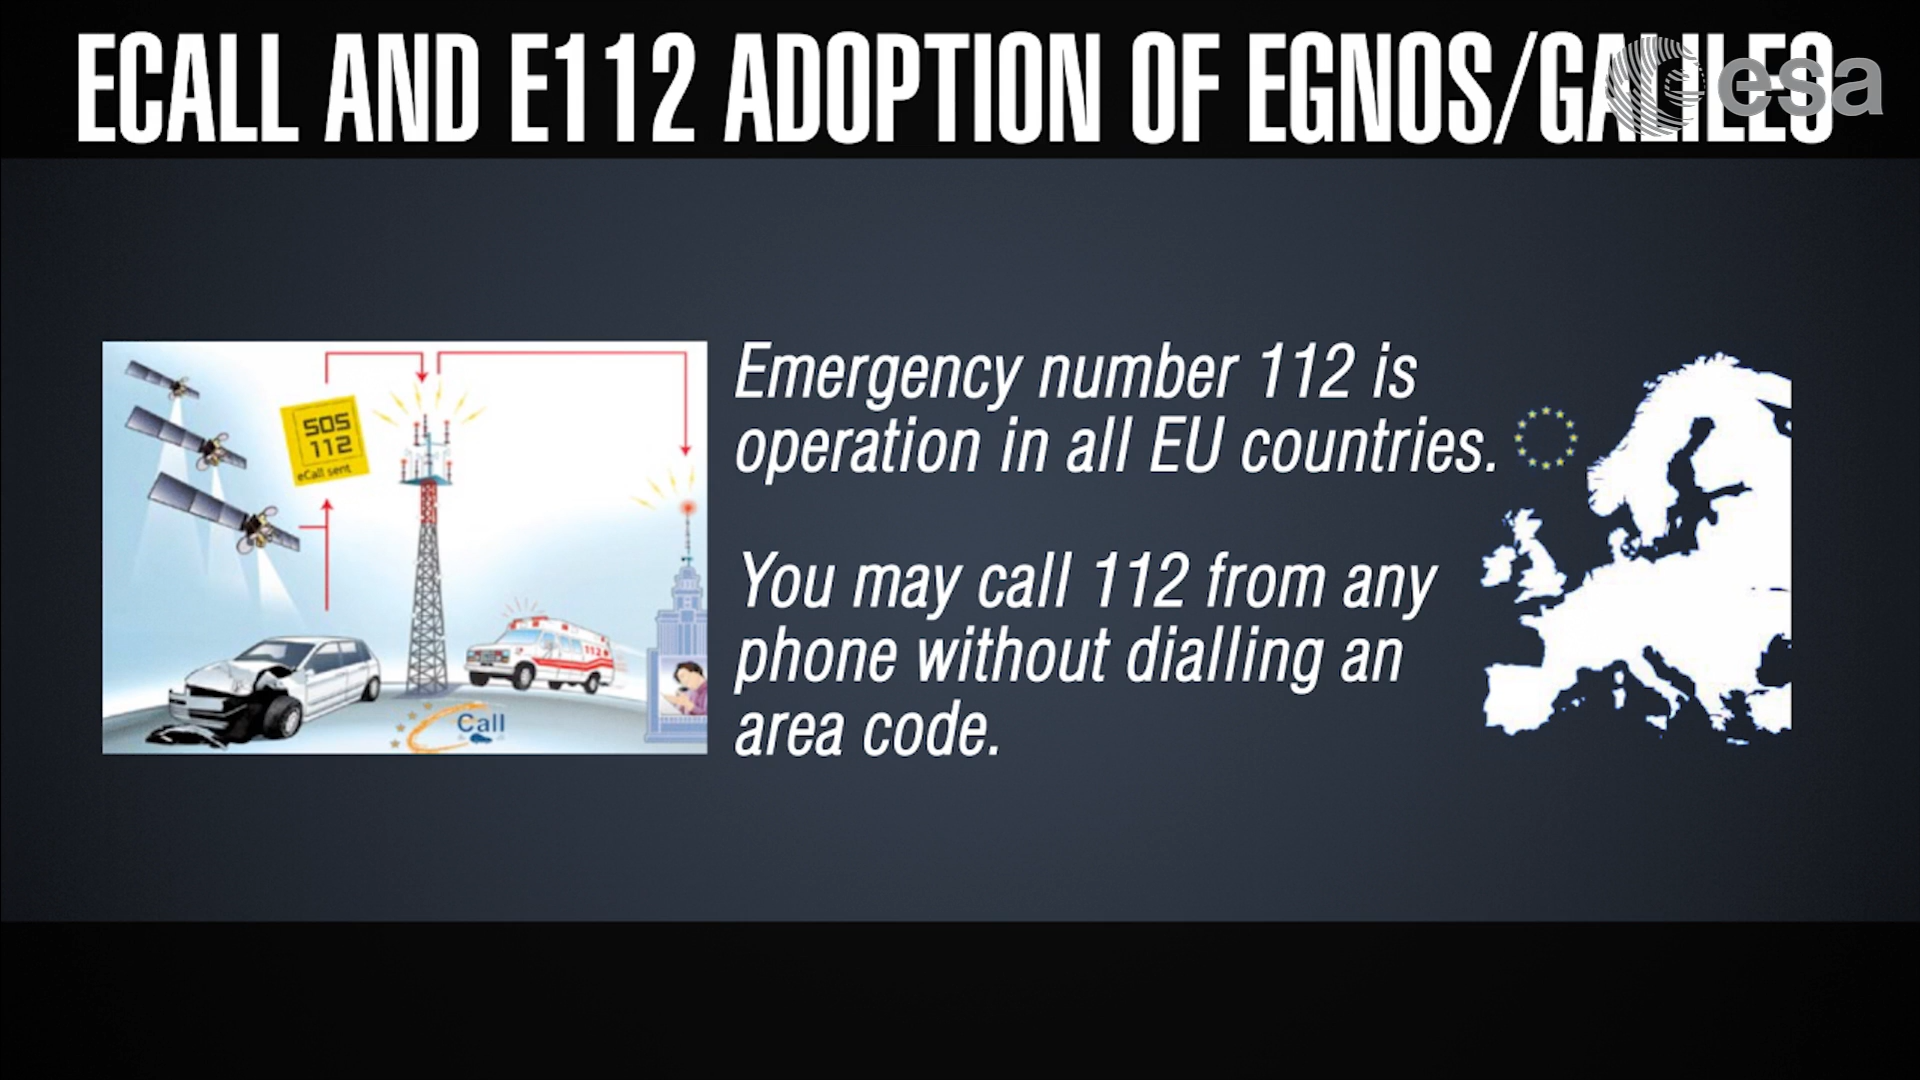 ECALL AND E112 ADOPTION OF EGNOS/GALILEO
esa
SOS
112
eCall sent
112
Call
Emergency number 112 is
operation in all EU countries.
You may call 112 from any
phone without dialling an
area code.